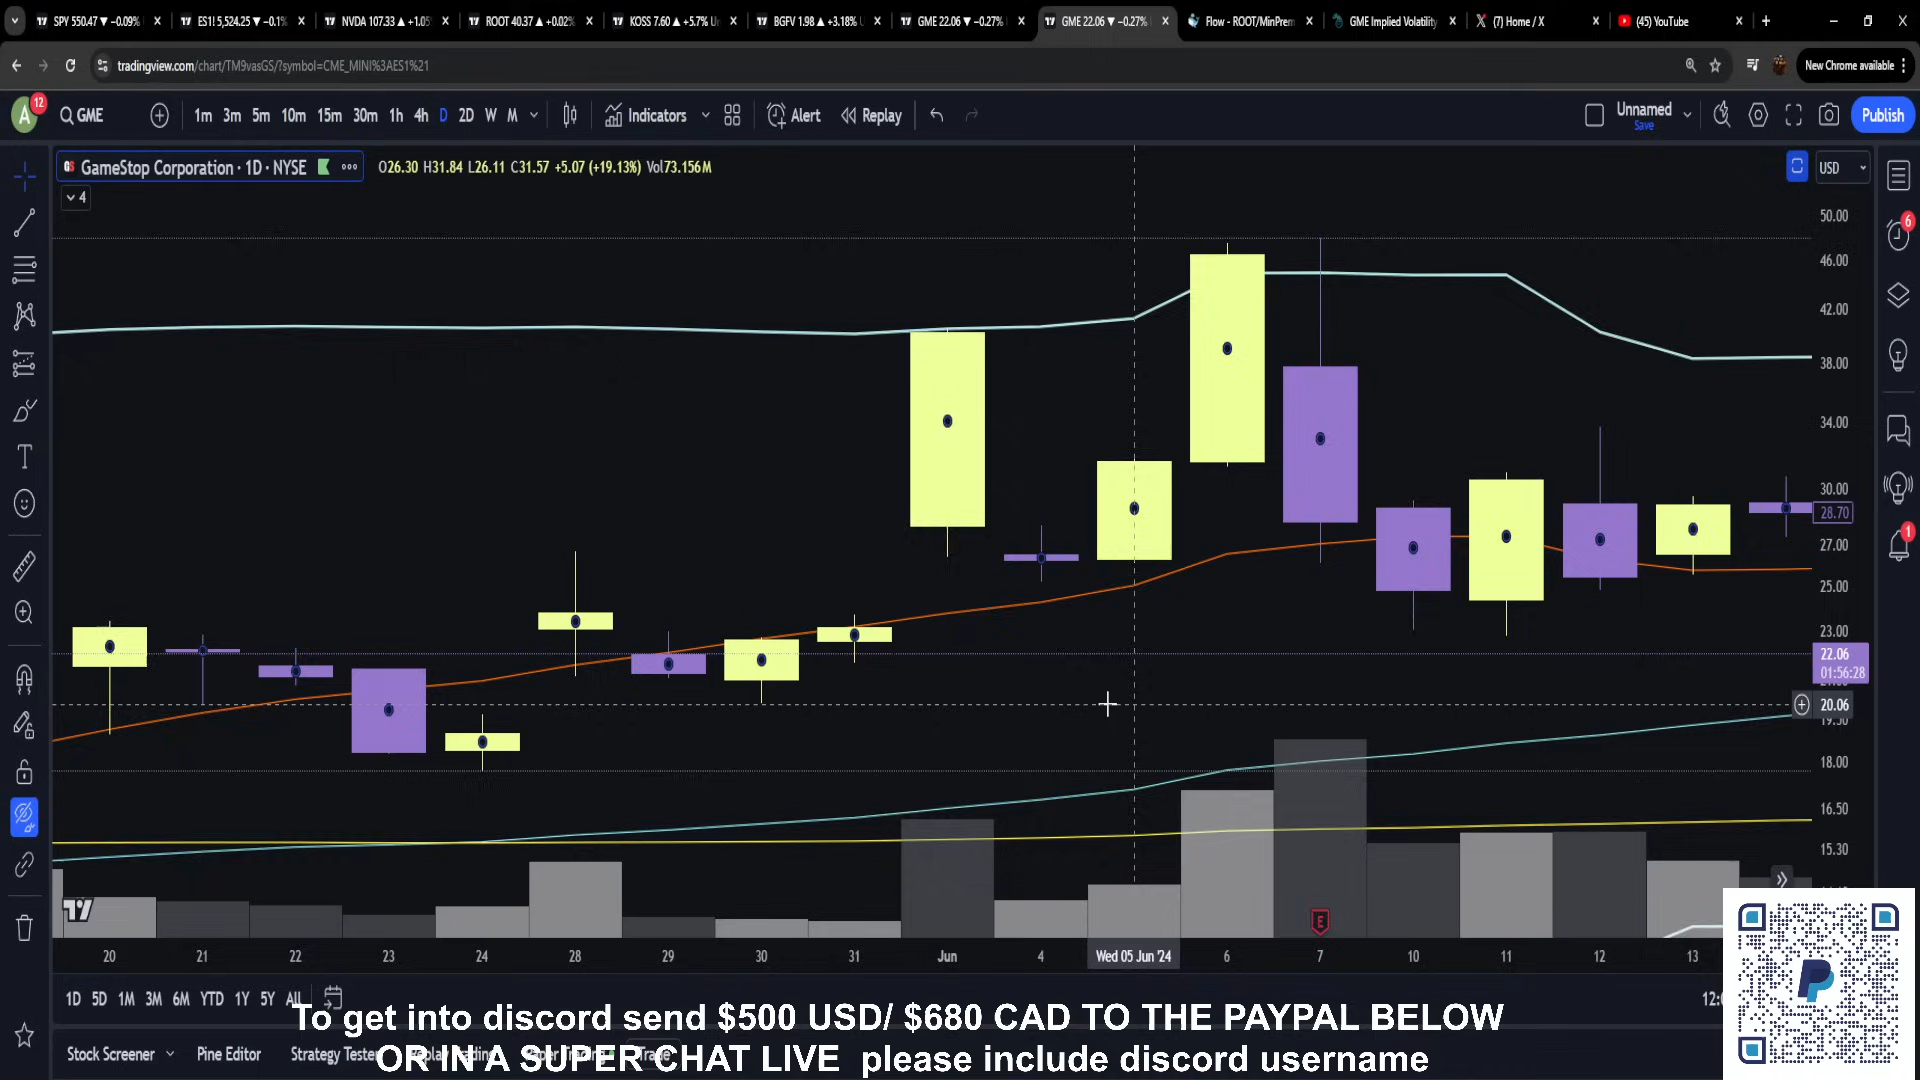 SPY 550.47 ▼ −0.09%
ES1! 5,524.25 ▼ −0.1%
NVDA 107.33 ▲ +1.05
ROOT 40.37 ▲ +0.02%
KOSS 7.60 ▲ +5.7% U
BGFV 1.98 ▲ +3.18% U
GME 22.06 ▼ −0.27%
GME 22.06 ▼ −0.27%
Flow - ROOT/MinPrem
GME Implied Volatility
(7) Home / X
(45) YouTube
tradingview.com/chart/TM9vasGS/?symbol=CME_MINI%3AES1%21
New Chrome available
A
12
GME
1m 3m 5m 10m 15m 30m 1h 4h D 2D W M
Indicators
Alert
Replay
Unnamed
Save
Publish
GameStop Corporation · 1D · NYSE
O26.30 H31.84 L26.11 C31.57 +5.07 (+19.13%) Vol73.156M
USD
4
50.00
46.00
42.00
38.00
34.00
30.00
28.70
27.00
25.00
23.00
22.06
01:56:28
20.06
19.50
18.00
16.50
15.30
6
1
E
20 21 22 23 24 28 29 30 31 Jun 4 Wed 05 Jun '24 6 7 10 11 12 13
1D 5D 1M 3M 6M YTD 1Y 5Y All
To get into discord send $500 USD/ $680 CAD TO THE PAYPAL BELOW
OR IN A SUPER CHAT LIVE please include discord username
Stock Screener
Pine Editor
Strategy Tester
Trade